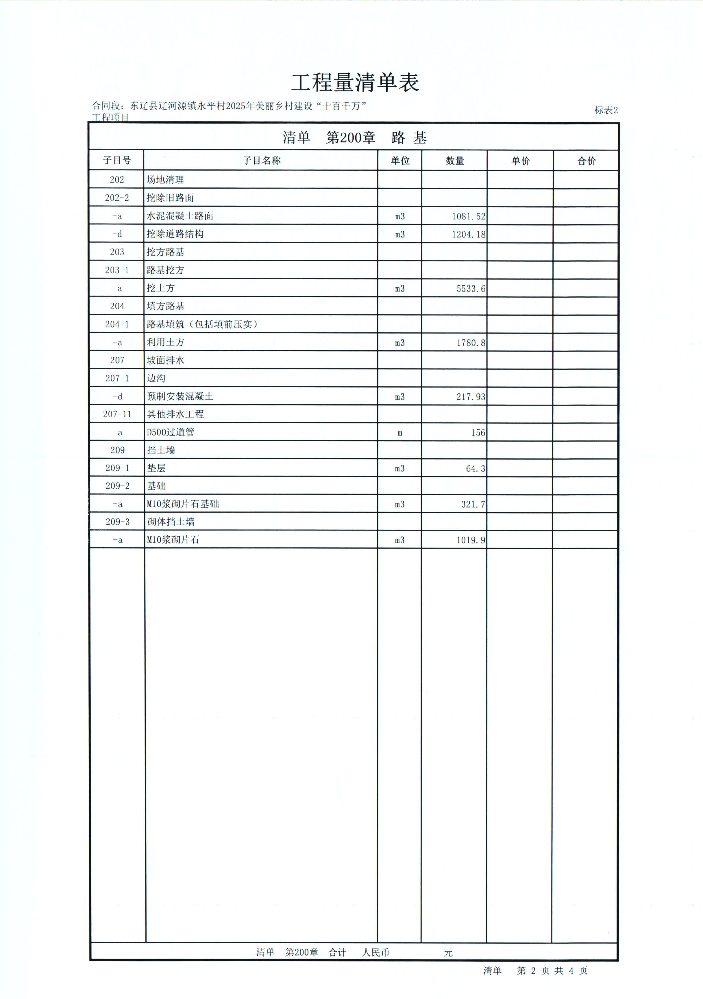 工程量清单表
合同段：东辽县辽河源镇永平村2025年美丽乡村建设“十百千万”
工程项目
标表2
清单 第200章 路 基
子目号 子目名称 单位 数量 单价 合价
202 场地清理
202-2 挖除旧路面
-a 水泥混凝土路面 m3 1081.52
-d 挖除道路结构 m3 1204.18
203 挖方路基
203-1 路基挖方
-a 挖土方 m3 5533.6
204 填方路基
204-1 路基填筑（包括填前压实）
-a 利用土方 m3 1780.8
207 坡面排水
207-1 边沟
-d 预制安装混凝土 m3 217.93
207-11 其他排水工程
-a D500过道管 m 156
209 挡土墙
209-1 垫层 m3 64.3
209-2 基础
-a M10浆砌片石基础 m3 321.7
209-3 砌体挡土墙
-a M10浆砌片石 m3 1019.9
清单 第200章 合计 人民币 元
清单 第 2 页 共 4 页